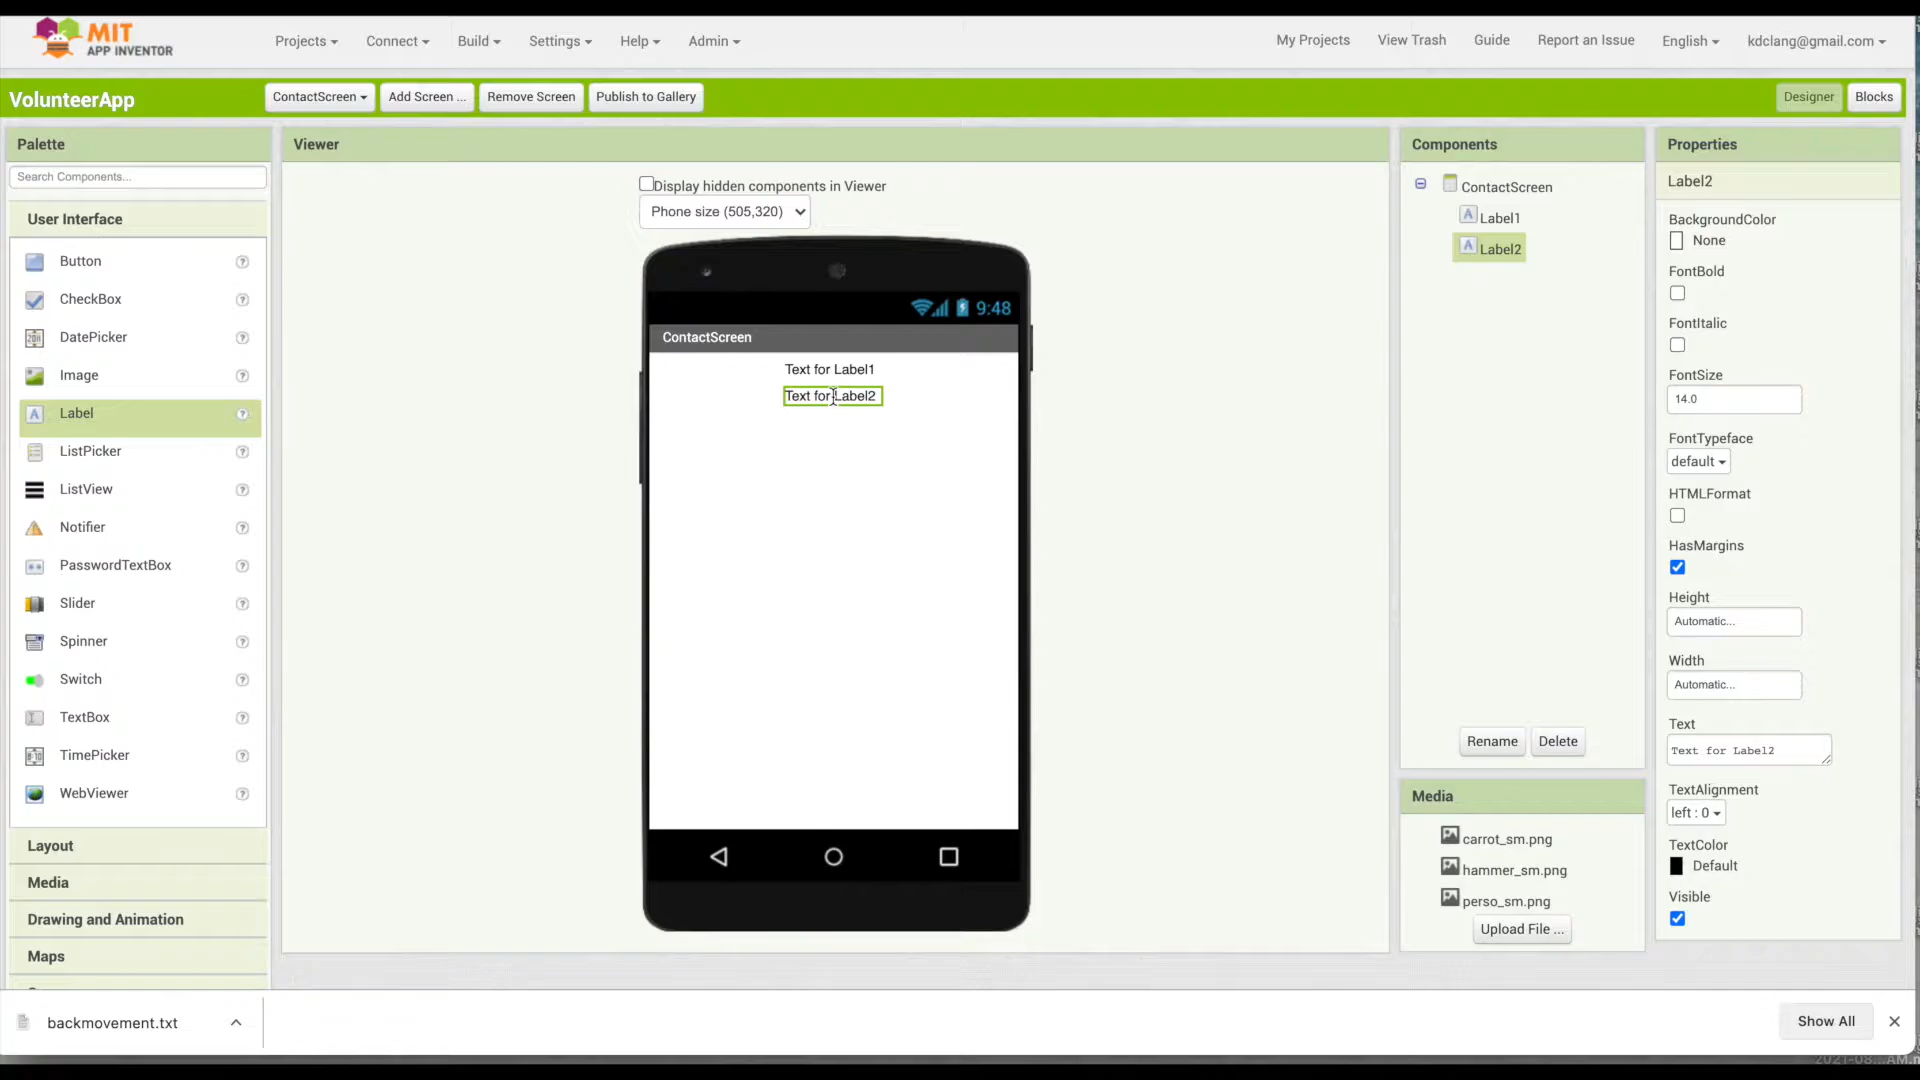 MIT
APP INVENTOR
Projects Connect Build Settings Help Admin
My Projects View Trash Guide Report an Issue English kdclang@gmail.com
VolunteerApp
ContactScreen Add Screen ... Remove Screen Publish to Gallery
Designer Blocks
Palette
Search Components...
User Interface
Button
CheckBox
DatePicker
Image
Label
ListPicker
ListView
Notifier
PasswordTextBox
Slider
Spinner
Switch
TextBox
TimePicker
WebViewer
Layout
Media
Drawing and Animation
Maps
Viewer
Display hidden components in Viewer
Phone size (505,320)
9:48
ContactScreen
Text for Label1
Text for Label2
Components
ContactScreen
Label1
Label2
Rename Delete
Media
carrot_sm.png
hammer_sm.png
perso_sm.png
Upload File ...
Properties
Label2
BackgroundColor
None
FontBold
FontItalic
FontSize
14.0
FontTypeface
default
HTMLFormat
HasMargins
Height
Automatic...
Width
Automatic...
Text
Text for Label2
TextAlignment
left : 0
TextColor
Default
Visible
backmovement.txt
Show All